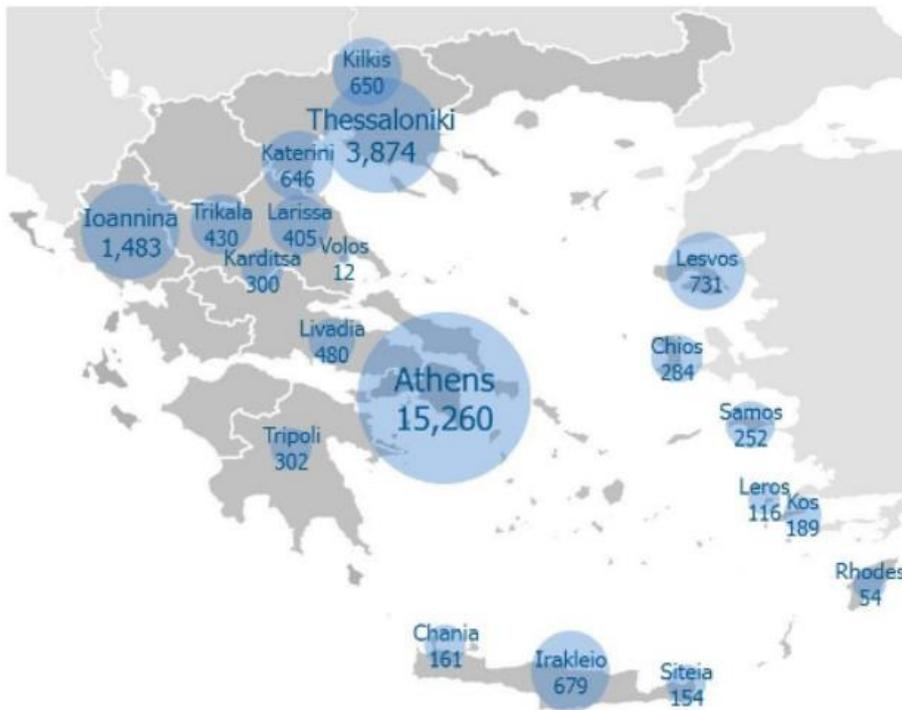 Kilkis
650
Thessaloniki
3,874
Katerini
646
Ioannina
1,483
Trikala
430
Larissa
405
Volos
12
Karditsa
300
Lesvos
731
Livadia
480
Chios
284
Athens
15,260
Samos
252
Tripoli
302
Leros
116
Kos
189
Rhodes
54
Chania
161
Irakleio
679
Siteia
154